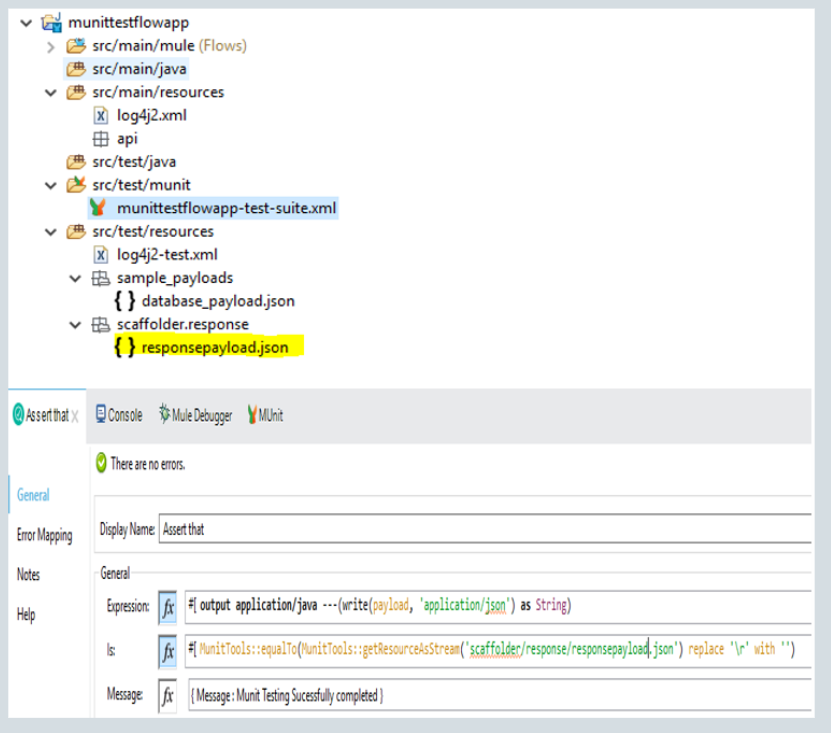 munittestflowapp
src/main/mule (Flows)
src/main/java
src/main/resources
log4j2.xml
api
src/test/java
src/test/munit
munittestflowapp-test-suite.xml
src/test/resources
log4j2-test.xml
sample_payloads
{ } database_payload.json
scaffolder.response
{ } responsepayload.json
Assert that Console Mule Debugger MUnit
There are no errors.
General
Display Name: Assert that
Error Mapping
Notes
General
Help
Expression: fx #[ output application/java ---(write(payload, 'application/json') as String)
Is: fx #[ MunitTools::equalTo(MunitTools::getResourceAsStream('scaffolder/response/responsepayload.json') replace '\r' with '')
Message: fx { Message : Munit Testing Sucessfully completed }